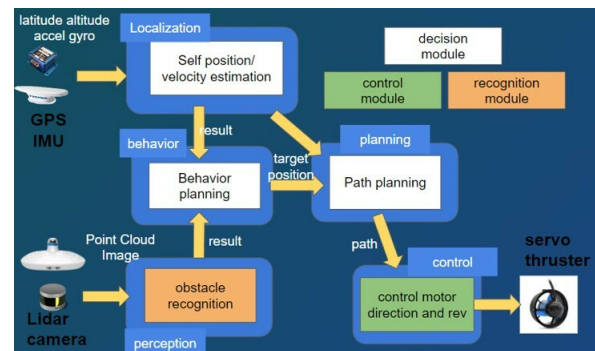 latitude altitude
accel gyro
Localization
Self position/
velocity estimation
decision
module
control
module
recognition
module
GPS
IMU
result
behavior
Behavior
planning
target
position
planning
Path planning
Point Cloud
Image
result
path
servo
thruster
control
obstacle
recognition
control motor
direction and rev
Lidar
camera
perception